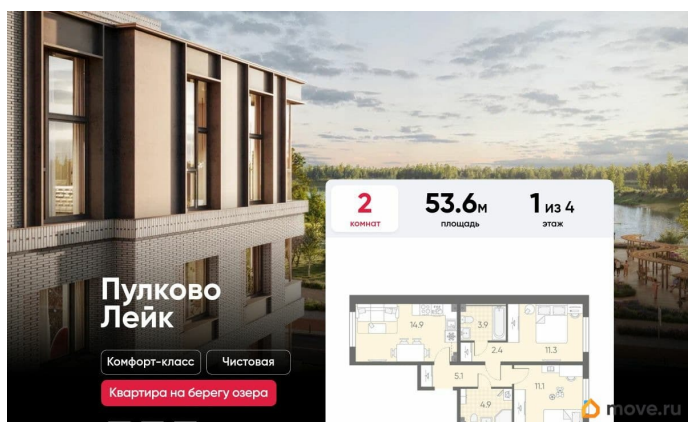 2
комнат
53.6м
площадь
1 из 4
этаж
Пулково
Лейк
Комфорт-класс
Чистовая
Квартира на берегу озера
14.9
3.9
2.4
11.3
5.1
4.9
11.1
move.ru